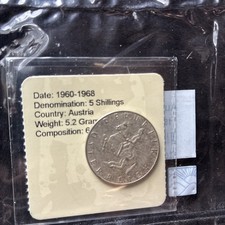 Date: 1960-1968
Denomination: 5 Shillings
Country: Austria
Weight: 5.2 Gram
Composition: 6